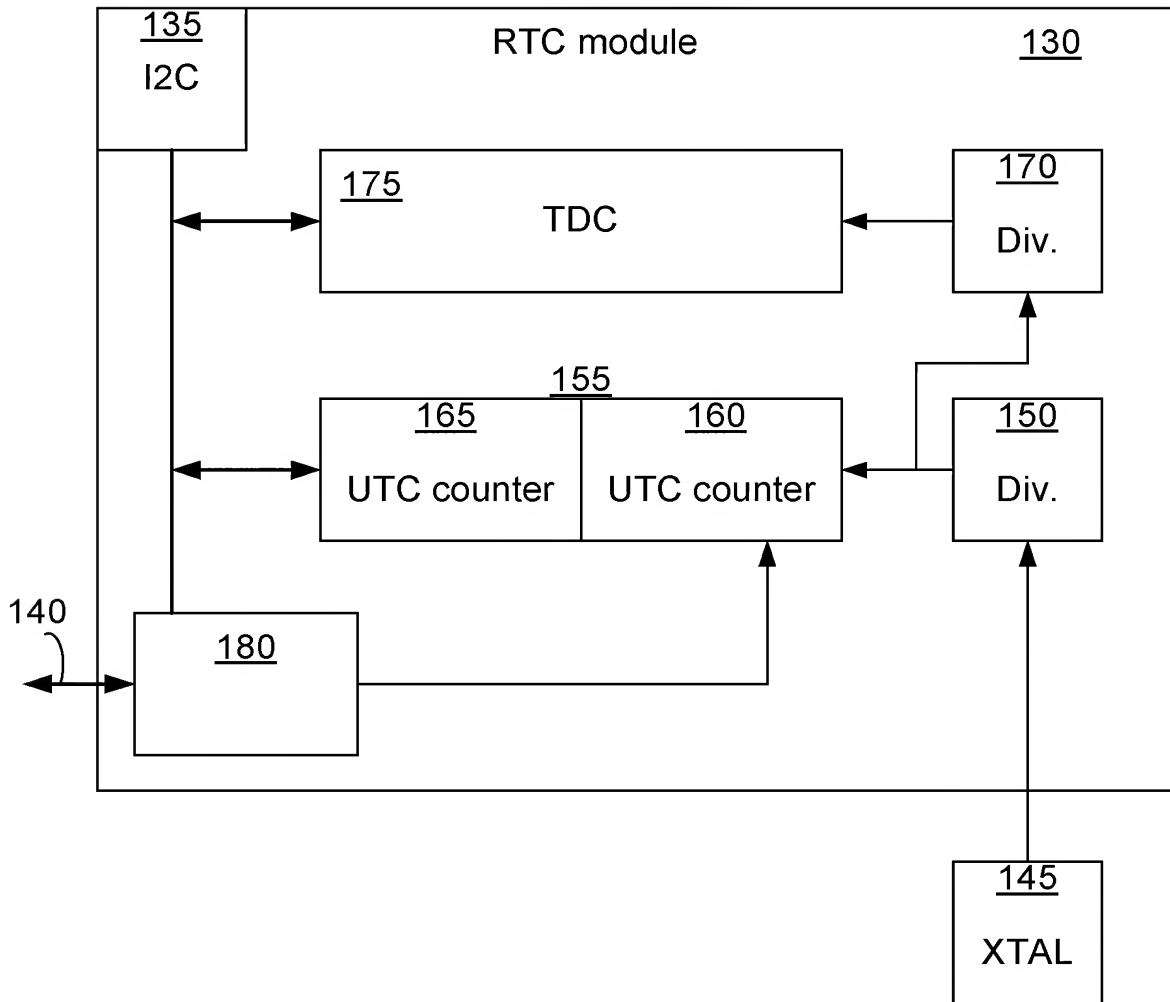 135
I2C
RTC module
130
175
TDC
170
Div.
155
165
UTC counter
160
UTC counter
150
Div.
140
180
145
XTAL